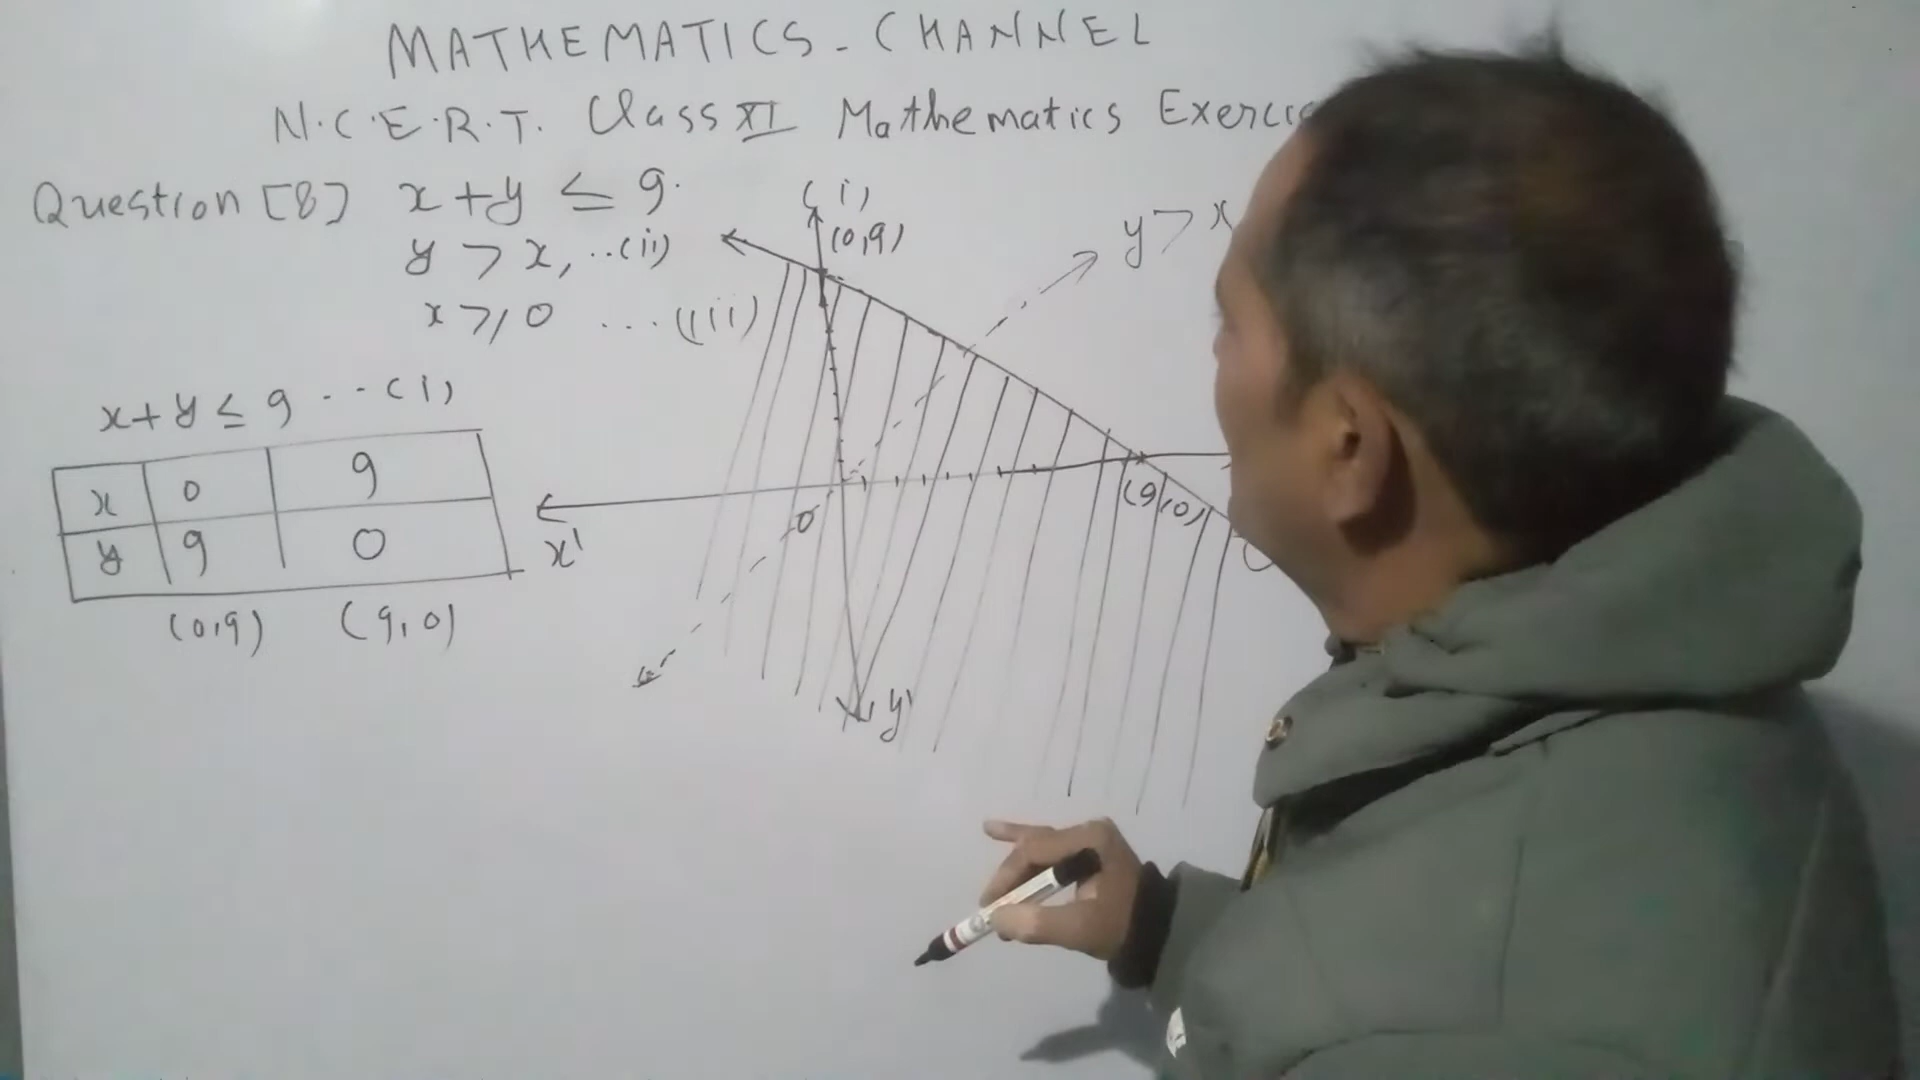 MATHEMATICS - CHANNEL
N.C.E.R.T. Class XI Mathematics
Question [8] x + y ≤ 9.
y > x, ..(ii)
x ≥ 0 ...(iii)
(i)
(0,9)
y > x
x+y ≤ 9 ...(i)
x 0 9
y 9 0
(0,9) (9,0)
x'
0
(9,0)
y'